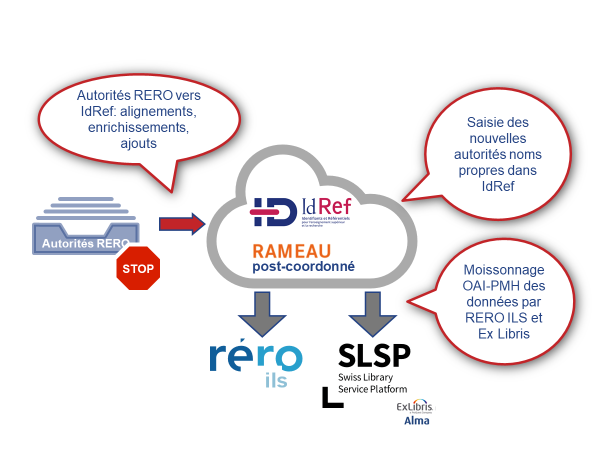 Autorités RERO vers
IdRef: alignements,
enrichissements,
ajouts
Saisie des
nouvelles
autorités noms
propres dans
IdRef
IdRef
Identifiants et Référentiels
pour l'enseignement supérieur
et la recherche
Autorités RERO
STOP
RAMEAU
post-coordonné
Moissonnage
OAI-PMH des
données par
RERO ILS et
Ex Libris
réro
ils
SLSP
Swiss Library
Service Platform
ExLibris
Alma